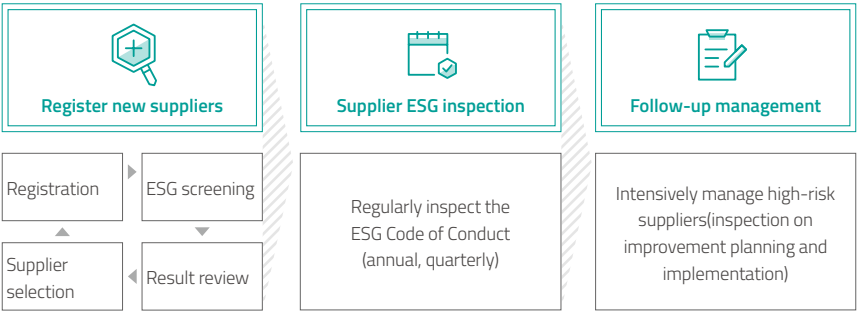 Register new suppliers
Supplier ESG inspection
Follow-up management
Registration
ESG screening
Supplier
selection
Result review
Regularly inspect the
ESG Code of Conduct
(annual, quarterly)
Intensively manage high-risk
suppliers(inspection on
improvement planning and
implementation)